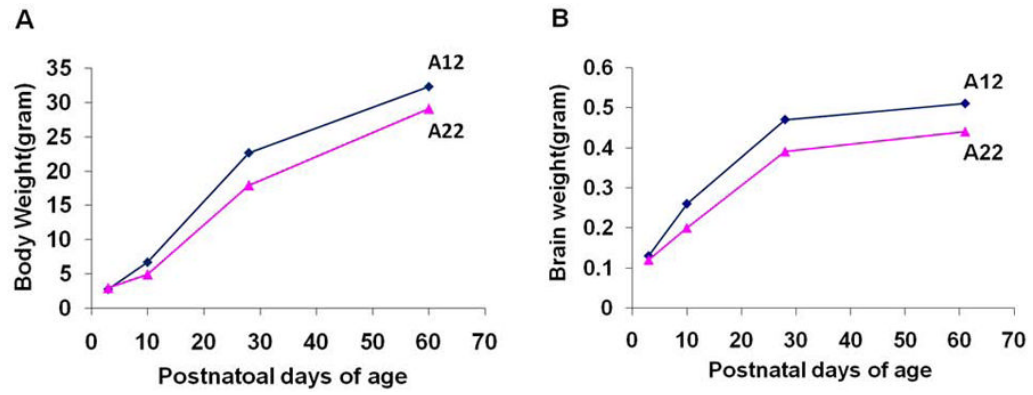 A
Body Weight(gram)
35
30
25
20
15
10
5
0
A12
A22
0 10 20 30 40 50 60 70
Postnatoal days of age
B
Brain weight(gram)
0.6
0.5
0.4
0.3
0.2
0.1
0
A12
A22
0 10 20 30 40 50 60 70
Postnatal days of age